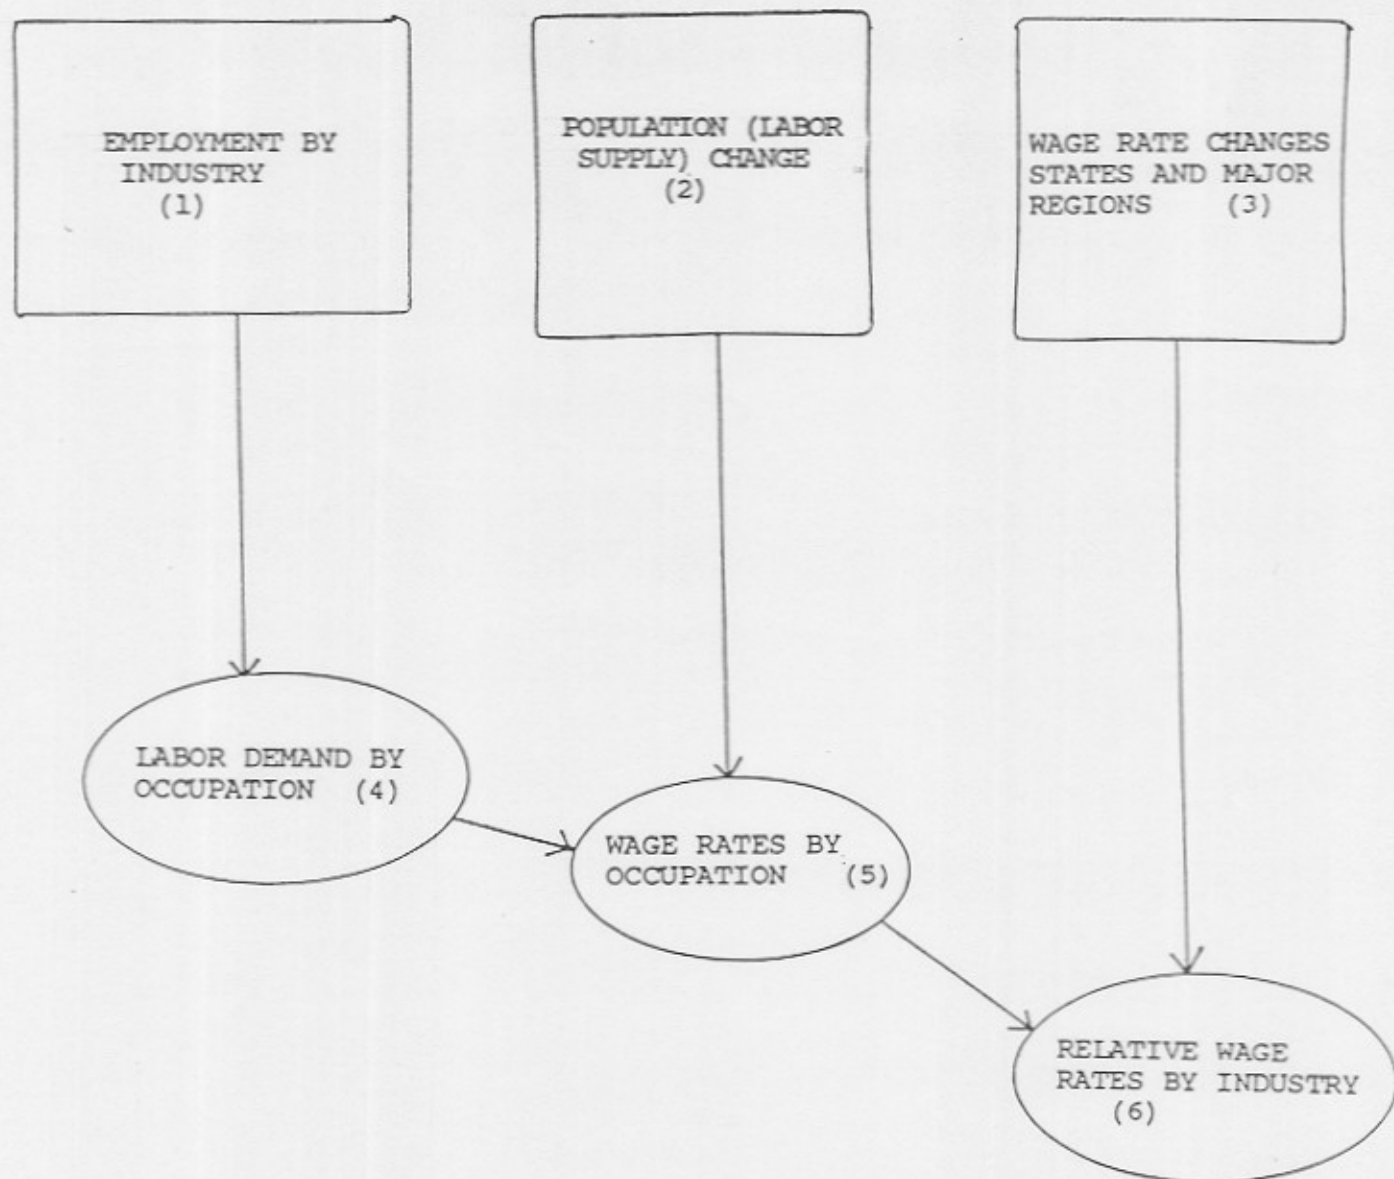 EMPLOYMENT BY
INDUSTRY
(1)
POPULATION (LABOR
SUPPLY) CHANGE
(2)
WAGE RATE CHANGES
STATES AND MAJOR
REGIONS (3)
LABOR DEMAND BY
OCCUPATION (4)
WAGE RATES BY
OCCUPATION (5)
RELATIVE WAGE
RATES BY INDUSTRY
(6)